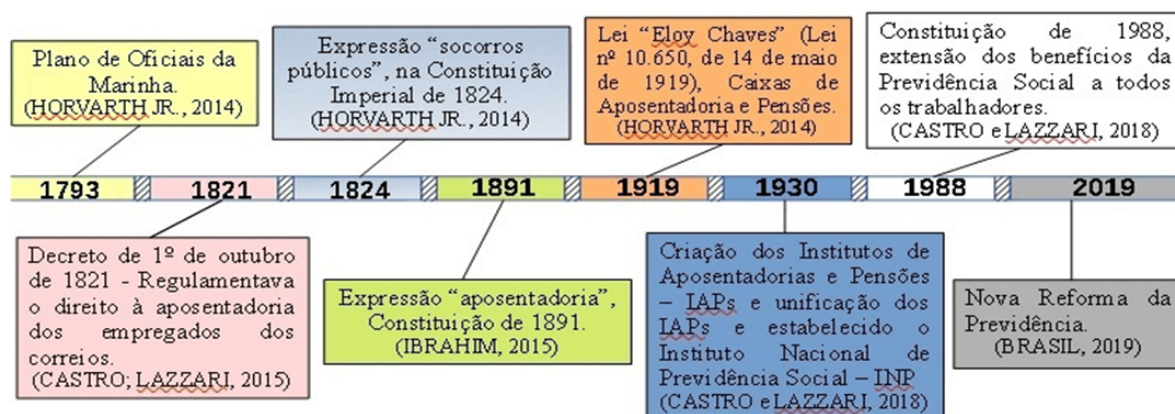 Plano de Oficiais da
Marinha.
(HORVARTH JR., 2014)
Expressão “socorros
públicos”, na Constituição
Imperial de 1824.
(HORVARTH JR., 2014)
Lei “Eloy Chaves” (Lei
nº 10.650, de 14 de maio
de 1919), Caixas de
Aposentadoria e Pensões.
(HORVARTH JR., 2014)
Constituição de 1988,
extensão dos benefícios da
Previdência Social a todos
os trabalhadores.
(CASTRO e LAZZARI, 2018)
1793 1821 1824 1891 1919 1930 1988 2019
Decreto de 1º de outubro
de 1821 - Regulamentava
o direito à aposentadoria
dos empregados dos
correios.
(CASTRO; LAZZARI, 2015)
Expressão “aposentadoria”,
Constituição de 1891.
(IBRAHIM, 2015)
Criação dos Institutos de
Aposentadorias e Pensões
– IAPs e unificação dos
IAPs e estabelecido o
Instituto Nacional de
Previdência Social – INP
(CASTRO e LAZZARI, 2018)
Nova Reforma da
Previdência.
(BRASIL, 2019)